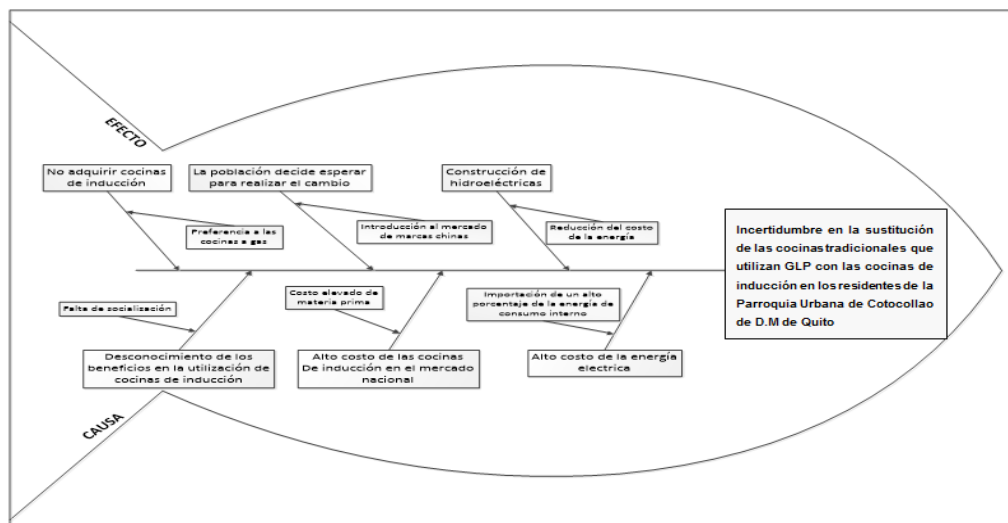 EFECTO
No adquirir cocinas
de inducción
La población decide esperar
para realizar el cambio
Construcción de
hidroeléctricas
Preferencia a las
cocinas a gas
Introducción al mercado
de marcas chinas
Reducción del costo
de la energía
Incertidumbre en la sustitución
de las cocinas tradicionales que
utilizan GLP con las cocinas de
inducción en los residentes de la
Parroquia Urbana de Cotocollao
de D.M de Quito
Falta de socialización
Costo elevado de
materia prima
Importación de un alto
porcentaje de la energía de
consumo interno
Desconocimiento de los
beneficios en la utilización de
cocinas de inducción
Alto costo de las cocinas
De inducción en el mercado
nacional
Alto costo de la energía
electrica
CAUSA